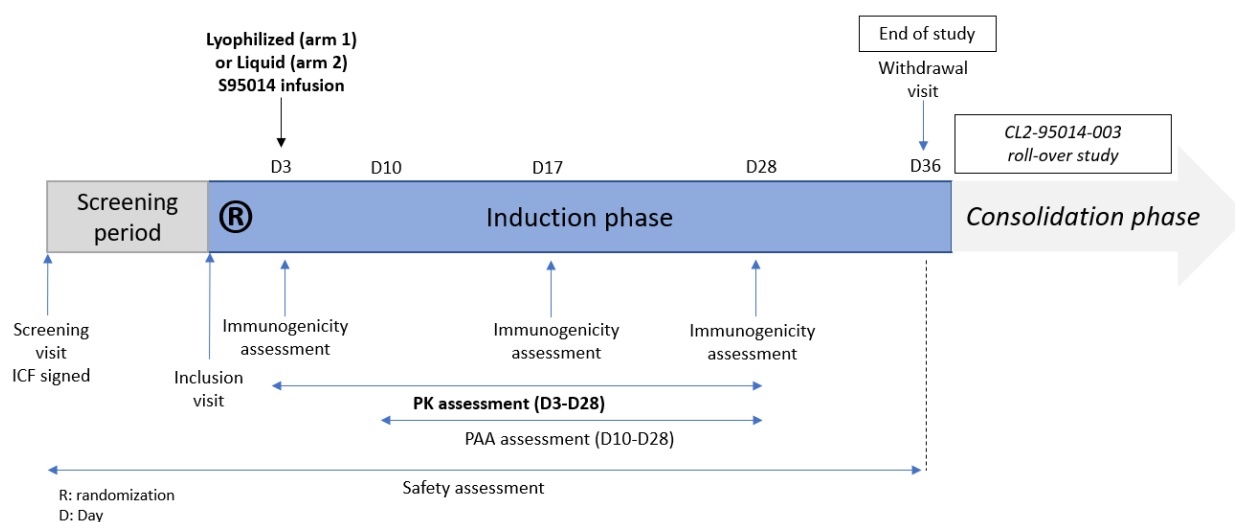 Lyophilized (arm 1)
or Liquid (arm 2)
S95014 infusion
End of study
Withdrawal
visit
CL2-95014-003
roll-over study
D3
D10
D17
D28
D36
Screening
period
®
Induction phase
Consolidation phase
Screening
visit
ICF signed
Inclusion
visit
Immunogenicity
assessment
Immunogenicity
assessment
Immunogenicity
assessment
PK assessment (D3-D28)
PAA assessment (D10-D28)
Safety assessment
R: randomization
D: Day